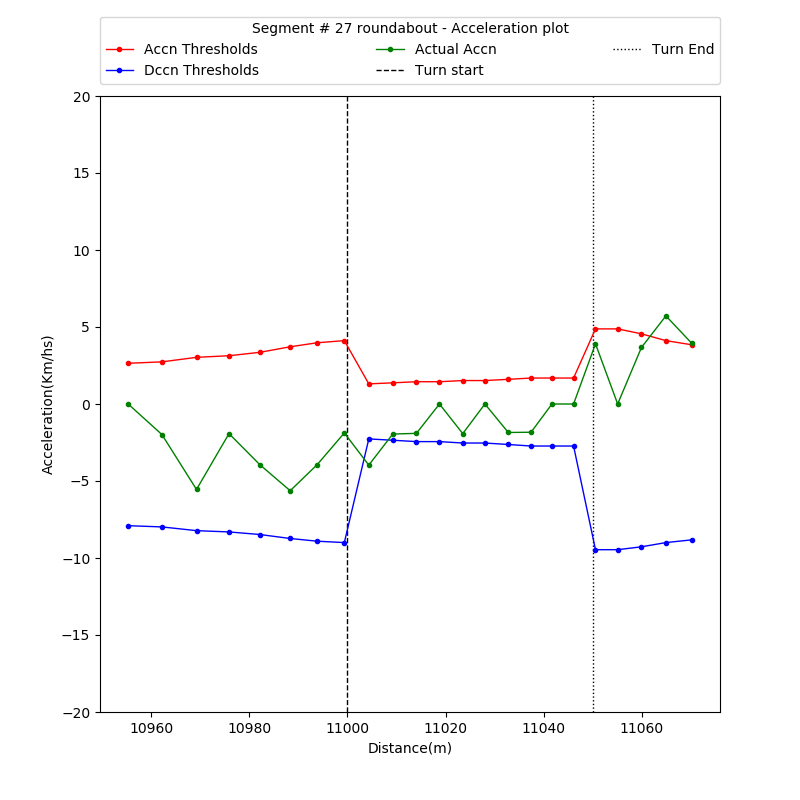 Segment # 27 roundabout - Acceleration plot
Accn Thresholds Actual Accn Turn End
Dccn Thresholds Turn start
20
15
10
5
0
−5
−10
−15
−20
Acceleration(Km/hs)
10960 10980 11000 11020 11040 11060
Distance(m)